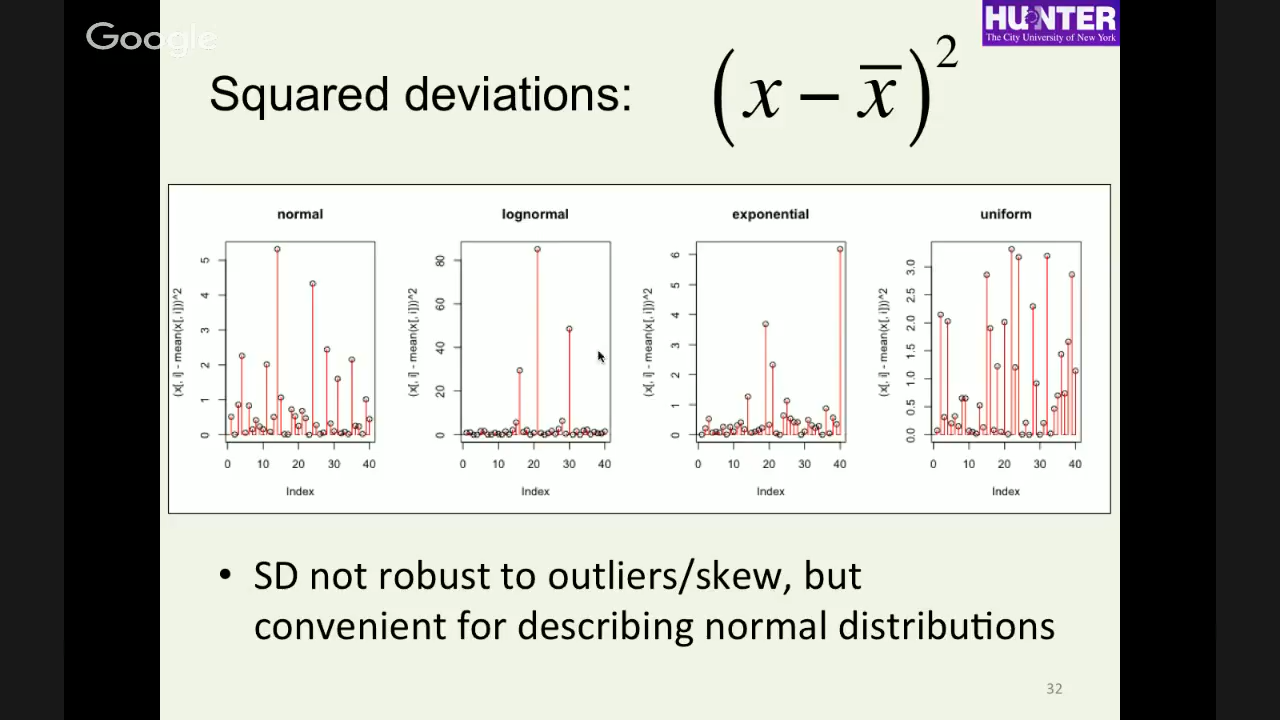 Google
HUNTER
The City University of New York
Squared deviations: (x − x̅)²
normal
lognormal
exponential
uniform
(x[, i] - mean(x[, i]))^2
5
4
3
2
1
0
0 10 20 30 40
Index
(x[, i] - mean(x[, i]))^2
80
60
40
20
0
0 10 20 30 40
Index
(x[, i] - mean(x[, i]))^2
6
5
4
3
2
1
0
0 10 20 30 40
Index
(x[, i] - mean(x[, i]))^2
3.0
2.5
2.0
1.5
1.0
0.5
0.0
0 10 20 30 40
Index
• SD not robust to outliers/skew, but
convenient for describing normal distributions
32